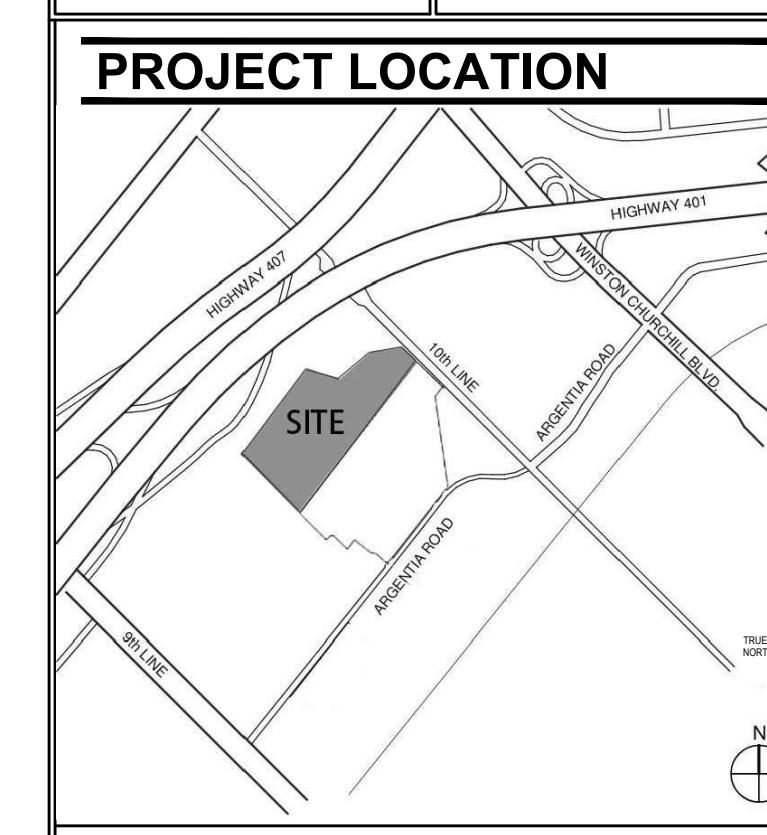 PROJECT LOCATION
HIGHWAY 401
HIGHWAY 407
WINSTON CHURCHILL BLVD.
10th LINE
ARGENTIA ROAD
SITE
ARGENTIA ROAD
9th LINE
TRUE
NORT
N